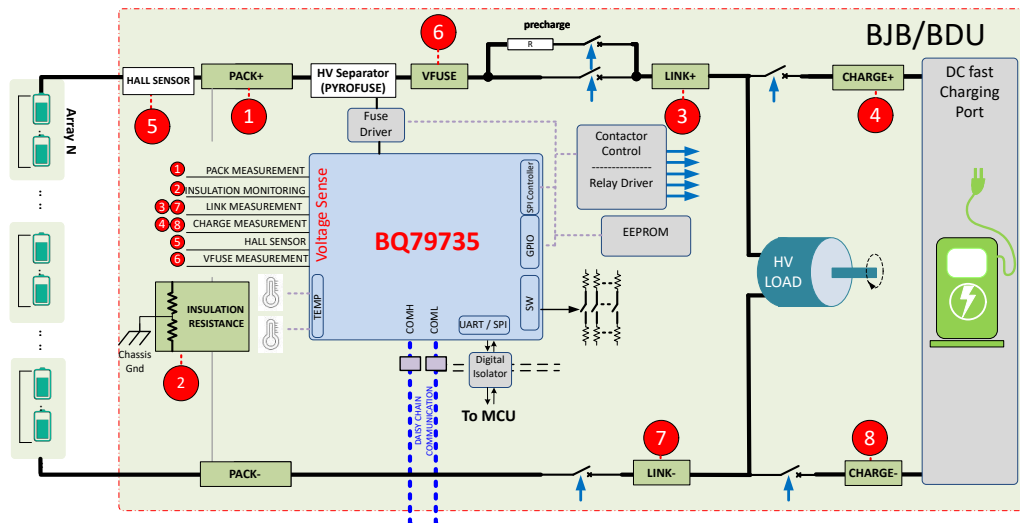 BJB/BDU
precharge
R
6
HALL SENSOR
PACK+
HV Separator
(PYROFUSE)
VFUSE
LINK+
CHARGE+
DC fast
Charging
Port
5
1
3
4
Array N
Fuse
Driver
Contactor
Control
---------------
Relay Driver
1 PACK MEASUREMENT
2 INSULATION MONITORING
3 7 LINK MEASUREMENT
4 8 CHARGE MEASUREMENT
5 HALL SENSOR
6 VFUSE MEASUREMENT
Voltage Sense
BQ79735
SPI Controller
GPIO
EEPROM
HV
LOAD
INSULATION
RESISTANCE
Chassis
Gnd
2
TEMP
COMH
COML
UART / SPI
SW
Digital
Isolator
To MCU
DAISY CHAIN
COMMUNICATION
7
8
PACK-
LINK-
CHARGE-